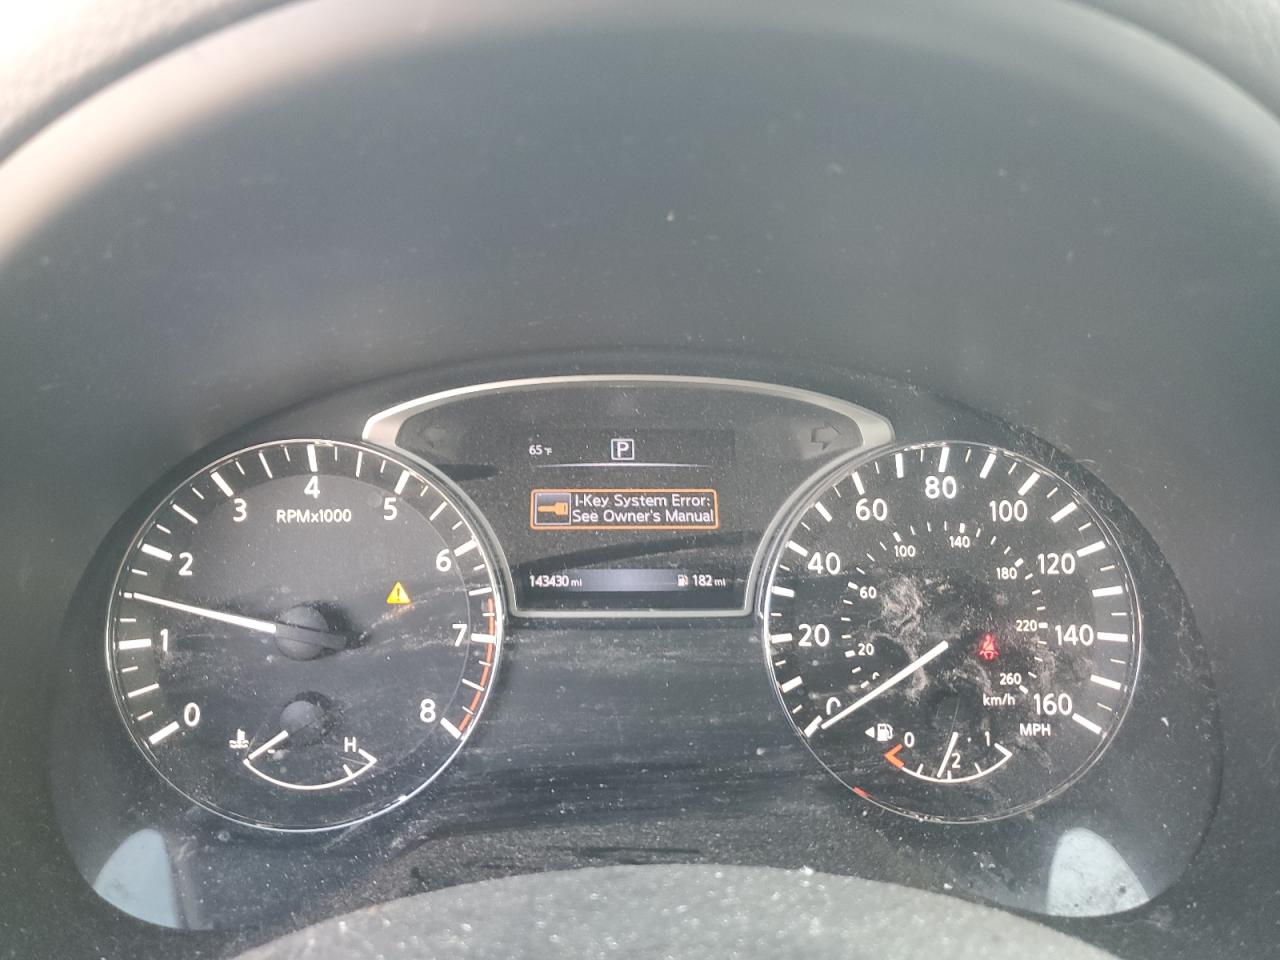 65°F P
I-Key System Error:
See Owner's Manual
143430 mi 182 mi
0 1 2 3 4 5 6 7 8
RPMx1000
H
0 20 40 60 80 100 120 140 160
20 60 100 140 180 220 260
km/h
MPH
0 1/2 1